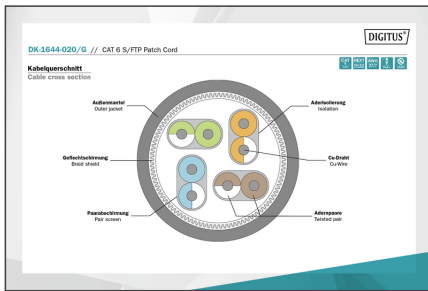 DIGITUS®
DK-1644-020/G // CAT 6 S/FTP Patch Cord
Kabelquerschnitt
Cable cross section
Außenmantel
Outer jacket
Aderisolierung
Isolation
Geflechtschirmung
Braid shield
Cu-Draht
Cu-Wire
Paarabschirmung
Pair screen
Adernpaare
Twisted pair